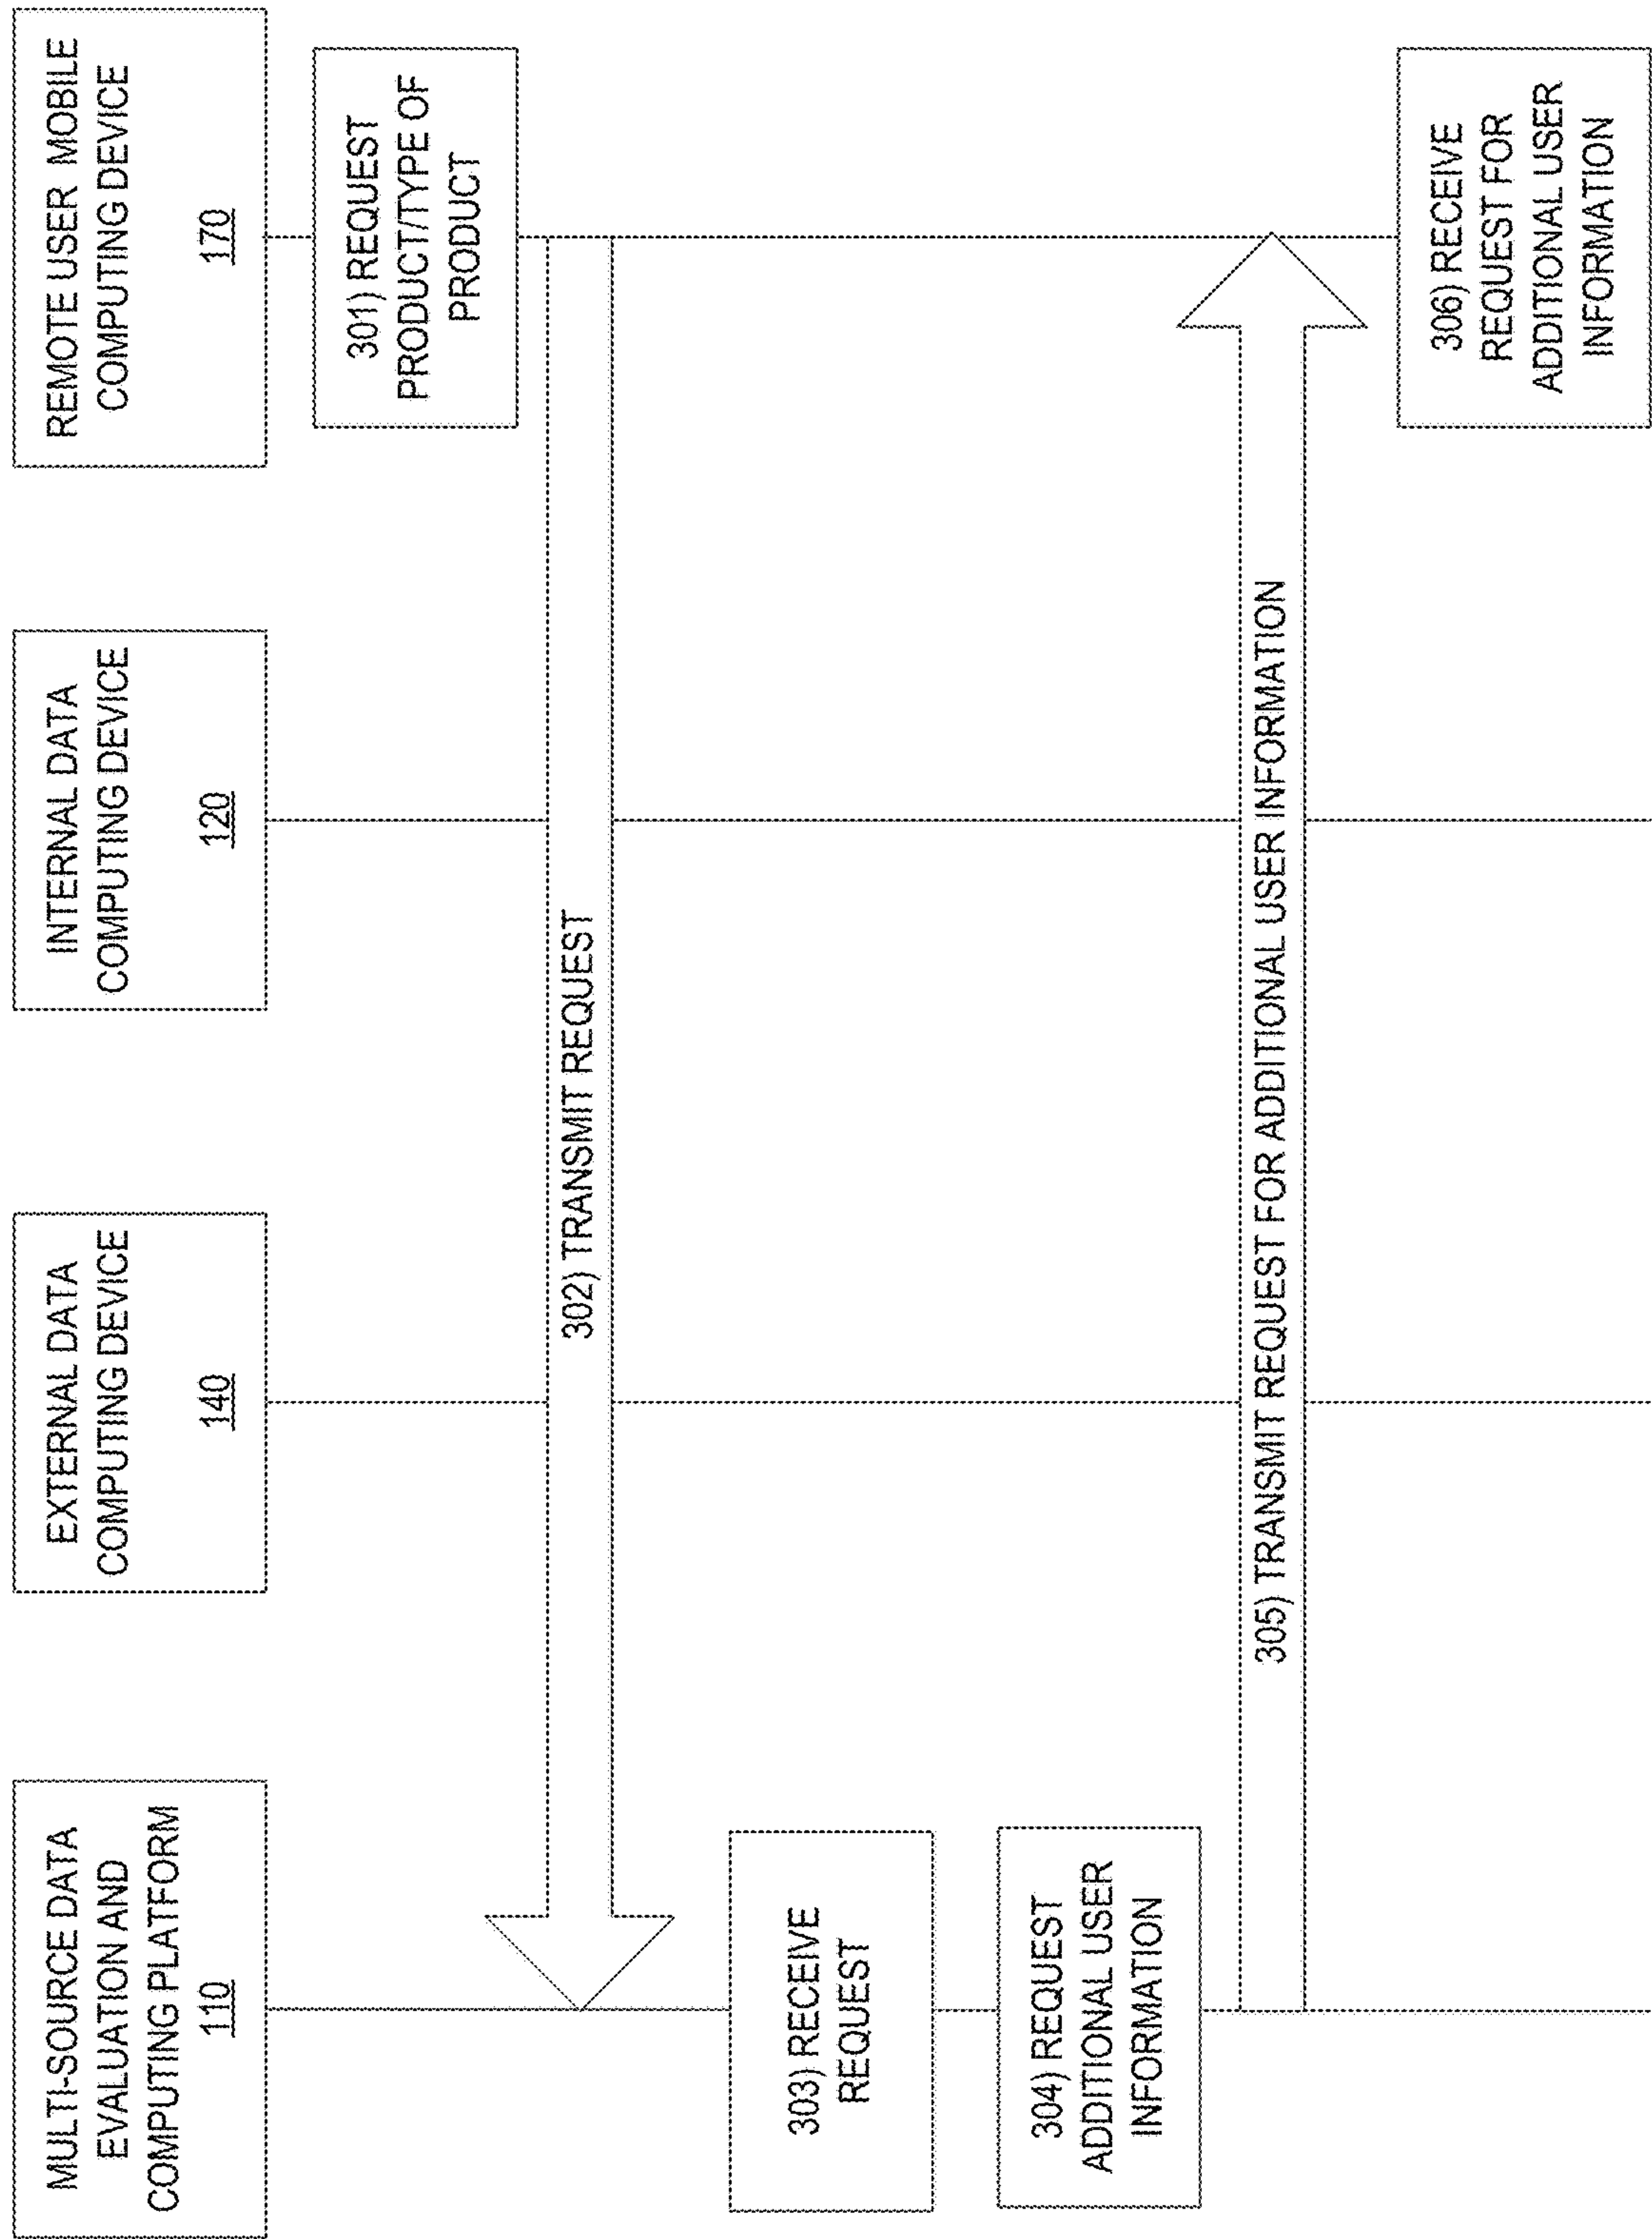 MULTI-SOURCE DATA
EVALUATION AND
COMPUTING PLATFORM
110
EXTERNAL DATA
COMPUTING DEVICE
140
INTERNAL DATA
COMPUTING DEVICE
120
REMOTE USER MOBILE
COMPUTING DEVICE
170
301) REQUEST
PRODUCT/TYPE OF
PRODUCT
302) TRANSMIT REQUEST
303) RECEIVE
REQUEST
304) REQUEST
ADDITIONAL USER
INFORMATION
305) TRANSMIT REQUEST FOR ADDITIONAL USER INFORMATION
306) RECEIVE
REQUEST FOR
ADDITIONAL USER
INFORMATION